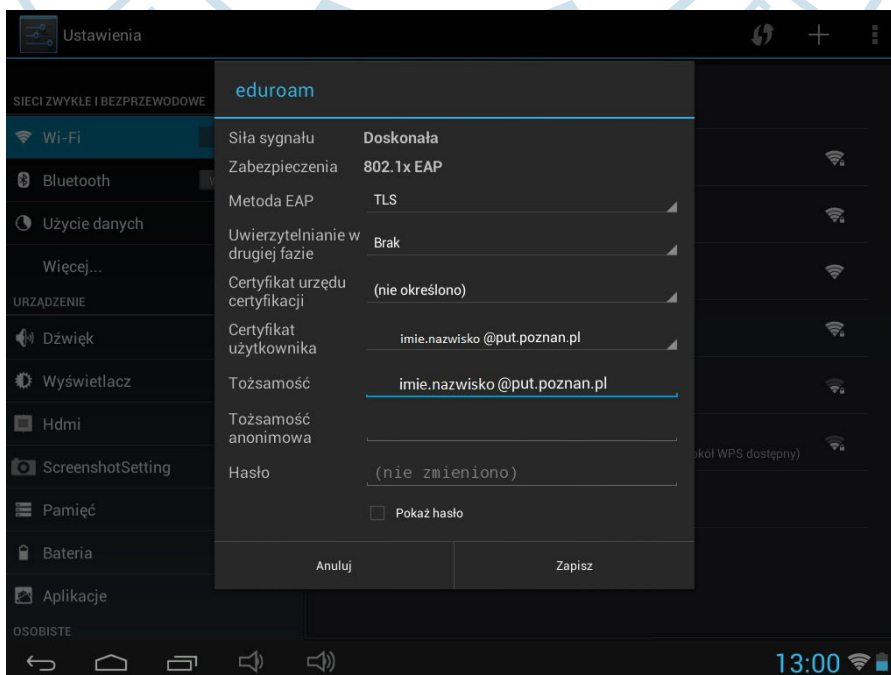 Ustawienia
SIECI ZWYKŁE I BEZPRZEWODOWE
Wi-Fi
Bluetooth
Użycie danych
Więcej...
URZĄDZENIE
Dźwięk
Wyświetlacz
Hdmi
ScreenshotSetting
Pamięć
Bateria
Aplikacje
OSOBISTE
eduroam
Siła sygnału Doskonała
Zabezpieczenia 802.1x EAP
Metoda EAP TLS
Uwierzytelnianie w
drugiej fazie Brak
Certyfikat urzędu
certyfikacji (nie określono)
Certyfikat
użytkownika imie.nazwisko @put.poznan.pl
Tożsamość imie.nazwisko @put.poznan.pl
Tożsamość
anonimowa
Hasło (nie zmieniono)
Pokaż hasło
Anuluj Zapisz
WPS dostępny)
13:00